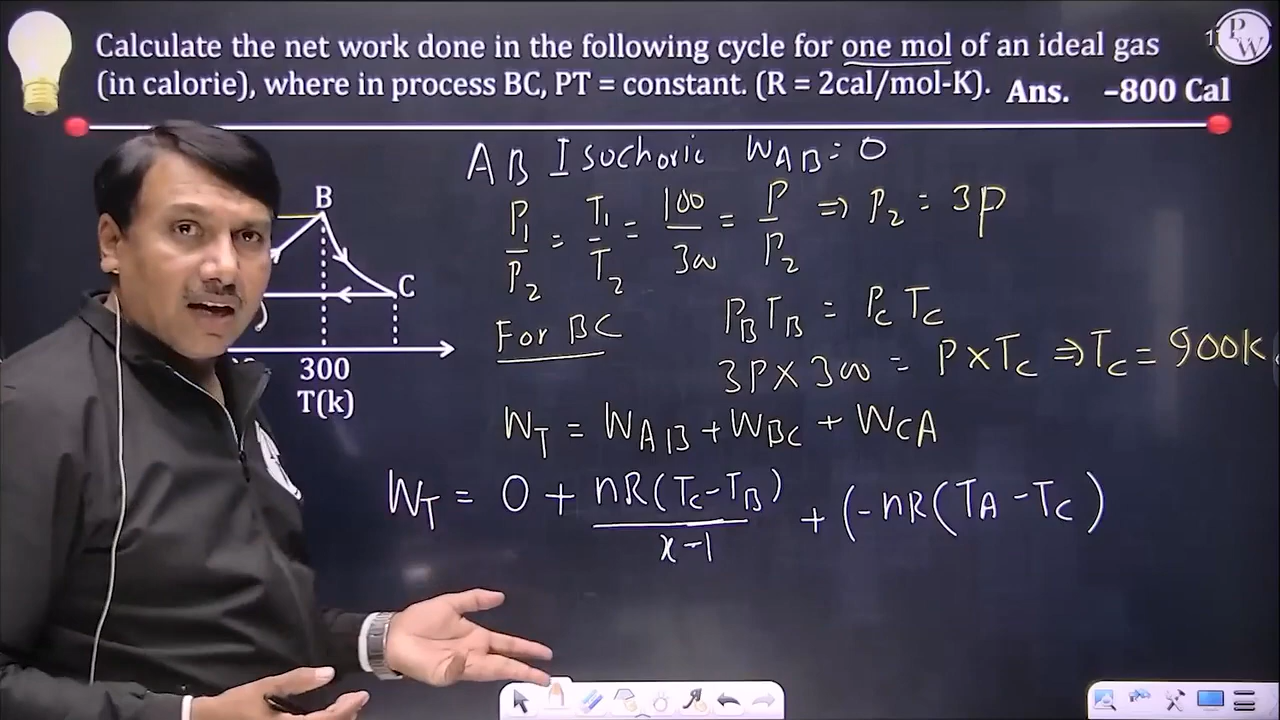 Calculate the net work done in the following cycle for one mol of an ideal gas
(in calorie), where in process BC, PT = constant. (R = 2cal/mol-K). Ans. –800 Cal
PW
AB Isochoric W_AB = 0
B
C
300
T(k)
P₁/P₂ = T₁/T₂ = 100/300 = P/P₂ ⇒ P₂ = 3P
For BC
P_B T_B = P_C T_C
3P × 300 = P × T_C ⇒ T_C = 900k
W_T = W_AB + W_BC + W_CA
W_T = 0 + nR(T_C - T_B)/x-1 + (-nR(T_A - T_C)